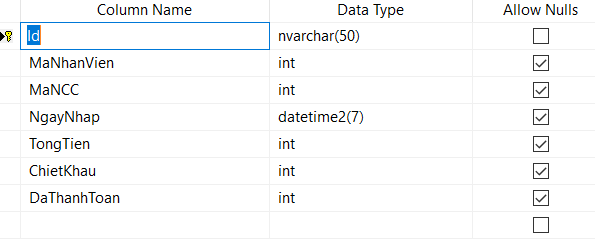 Column Name Data Type Allow Nulls
Id nvarchar(50)
MaNhanVien int
MaNCC int
NgayNhap datetime2(7)
TongTien int
ChietKhau int
DaThanhToan int